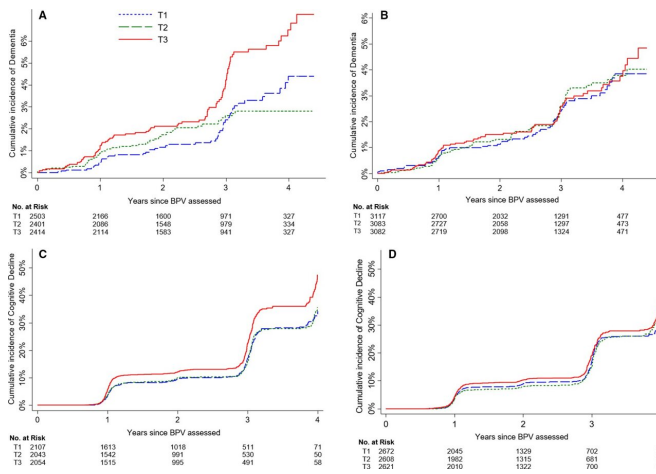 A
T1
T2
T3
Cumulative incidence of Dementia
6%
5%
4%
3%
2%
1%
0%
0 1 2 3 4
Years since BPV assessed
No. at Risk
T1 2503 2166 1600 971 327
T2 2401 2086 1548 979 334
T3 2414 2114 1583 941 327
B
Cumulative incidence of Dementia
6%
5%
4%
3%
2%
1%
0%
0 1 2 3 4
Years since BPV assessed
No. at Risk
T1 3117 2700 2032 1291 477
T2 3083 2727 2058 1297 473
T3 3082 2719 2098 1324 471
C
Cumulative incidence of Cognitive Decline
50%
40%
30%
20%
10%
0%
0 1 2 3 4
Years since BPV assessed
No. at Risk
T1 2107 1613 1018 511 71
T2 2043 1542 991 530 50
T3 2054 1515 995 491 58
D
Cumulative incidence of Cognitive Decline
50%
40%
30%
20%
10%
0%
0 1 2 3
Years since BPV assessed
No. at Risk
T1 2672 2045 1329 702
T2 2608 1982 1315 681
T3 2621 2010 1322 700